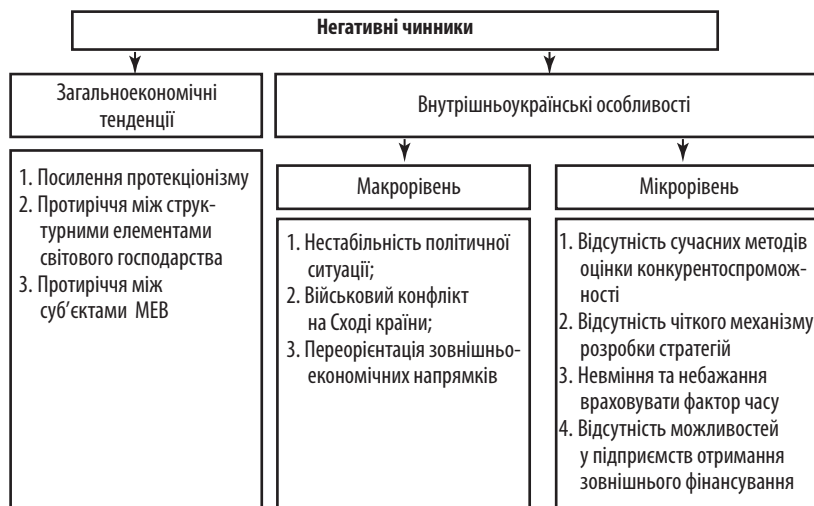 Негативні чинники
Загальноекономічні
тенденції
Внутрішньоукраїнські особливості
1. Посилення протекціонізму
2. Протиріччя між струк-
турними елементами
світового господарства
3. Протиріччя між
суб’єктами МЕВ
Макрорівень
1. Нестабільність політичної
ситуації;
2. Військовий конфлікт
на Сході країни;
3. Переорієнтація зовнішньо-
економічних напрямків
Мікрорівень
1. Відсутність сучасних методів
оцінки конкурентоспромож-
ності
2. Відсутність чіткого механізму
розробки стратегій
3. Невміння та небажання
враховувати фактор часу
4. Відсутність можливостей
у підприємств отримання
зовнішнього фінансування